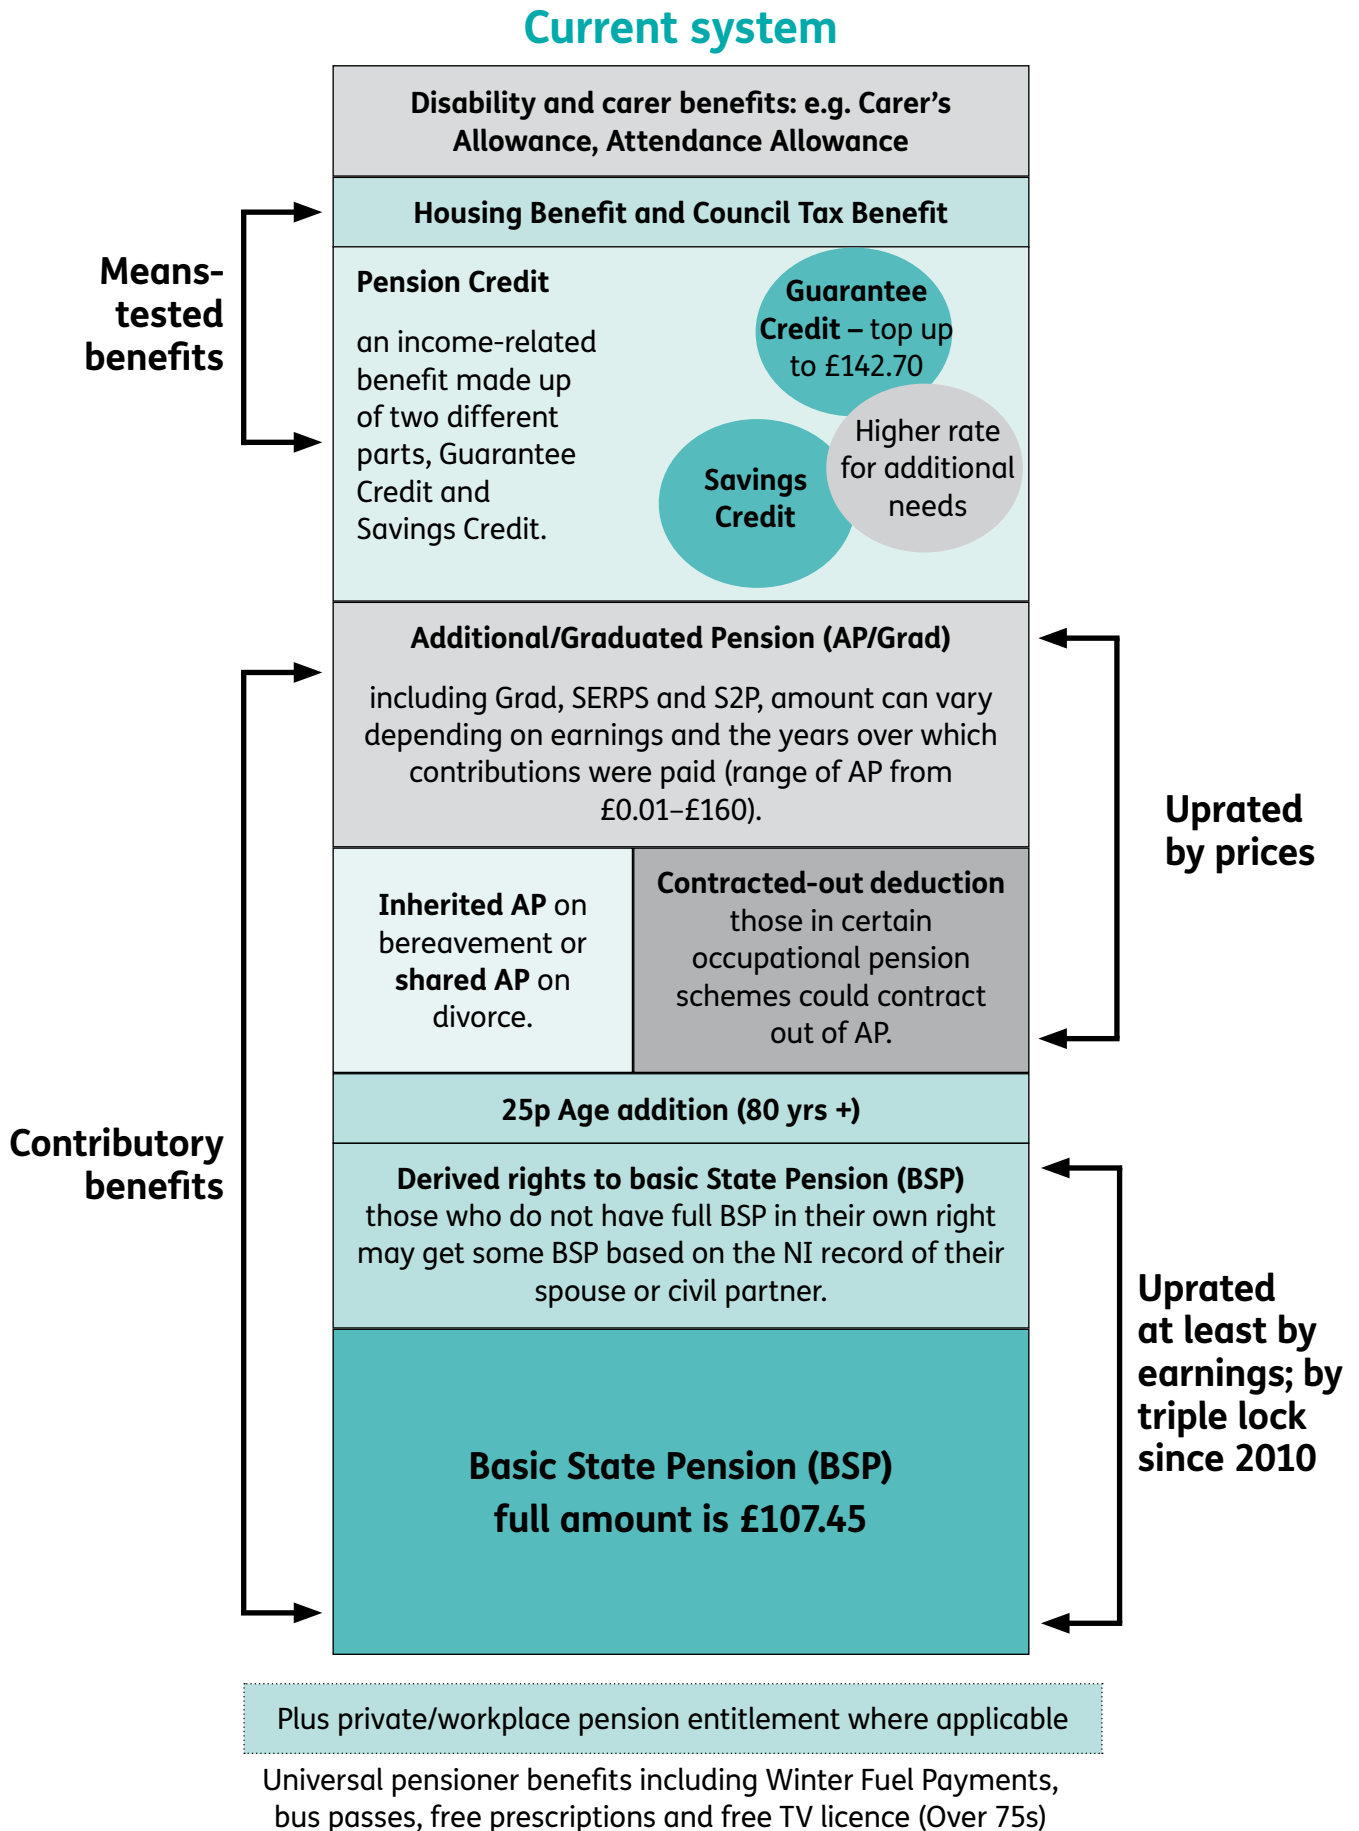 Current system
Disability and carer benefits: e.g. Carer’s
Allowance, Attendance Allowance
Housing Benefit and Council Tax Benefit
Means-
tested
benefits
Pension Credit
an income-related
benefit made up
of two different
parts, Guarantee
Credit and
Savings Credit.
Guarantee
Credit – top up
to £142.70
Higher rate
for additional
needs
Savings
Credit
Additional/Graduated Pension (AP/Grad)
including Grad, SERPS and S2P, amount can vary
depending on earnings and the years over which
contributions were paid (range of AP from
£0.01–£160).
Uprated
by prices
Inherited AP on
bereavement or
shared AP on
divorce.
Contracted-out deduction
those in certain
occupational pension
schemes could contract
out of AP.
Contributory
benefits
25p Age addition (80 yrs +)
Derived rights to basic State Pension (BSP)
those who do not have full BSP in their own right
may get some BSP based on the NI record of their
spouse or civil partner.
Uprated
at least by
earnings; by
triple lock
since 2010
Basic State Pension (BSP)
full amount is £107.45
Plus private/workplace pension entitlement where applicable
Universal pensioner benefits including Winter Fuel Payments,
bus passes, free prescriptions and free TV licence (Over 75s)